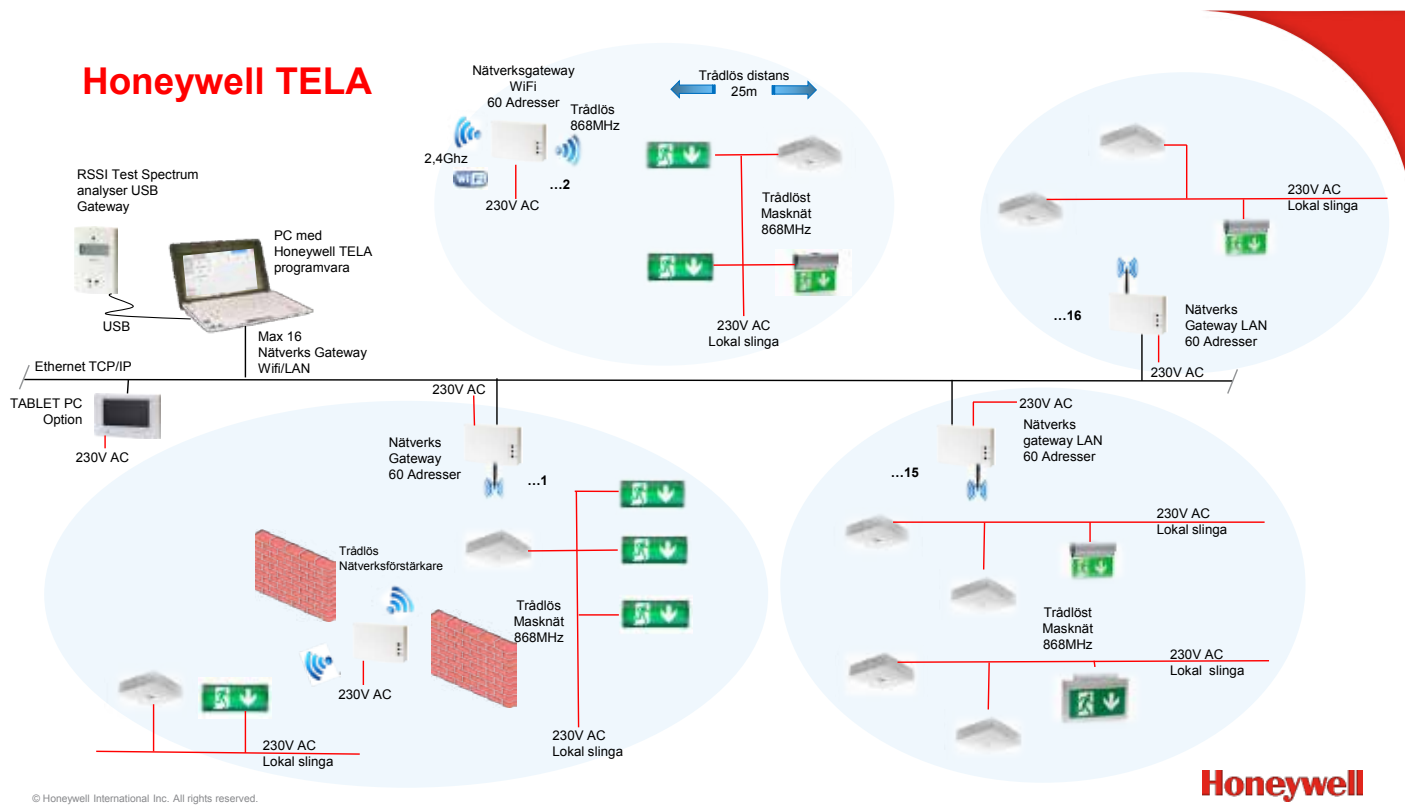 Honeywell TELA
Nätverksgateway
WiFi
60 Adresser
Trådlös
868MHz
2,4Ghz
WiFi
230V AC
...2
Trådlös distans
25m
Trådlöst
Masknät
868MHz
230V AC
Lokal slinga
230V AC
Lokal slinga
...16
Nätverks
Gateway LAN
60 Adresser
230V AC
RSSI Test Spectrum
analyser USB
Gateway
PC med
Honeywell TELA
programvara
USB
Max 16
Nätverks Gateway
Wifi/LAN
Ethernet TCP/IP
TABLET PC
Option
230V AC
230V AC
Nätverks
Gateway
60 Adresser
...1
Trådlös
Nätverksförstärkare
230V AC
Trådlös
Masknät
868MHz
230V AC
Lokal slinga
230V AC
Lokal slinga
230V AC
Nätverks
gateway LAN
60 Adresser
...15
230V AC
Lokal slinga
Trådlöst
Masknät
868MHz
230V AC
Lokal slinga
© Honeywell International Inc. All rights reserved.
Honeywell